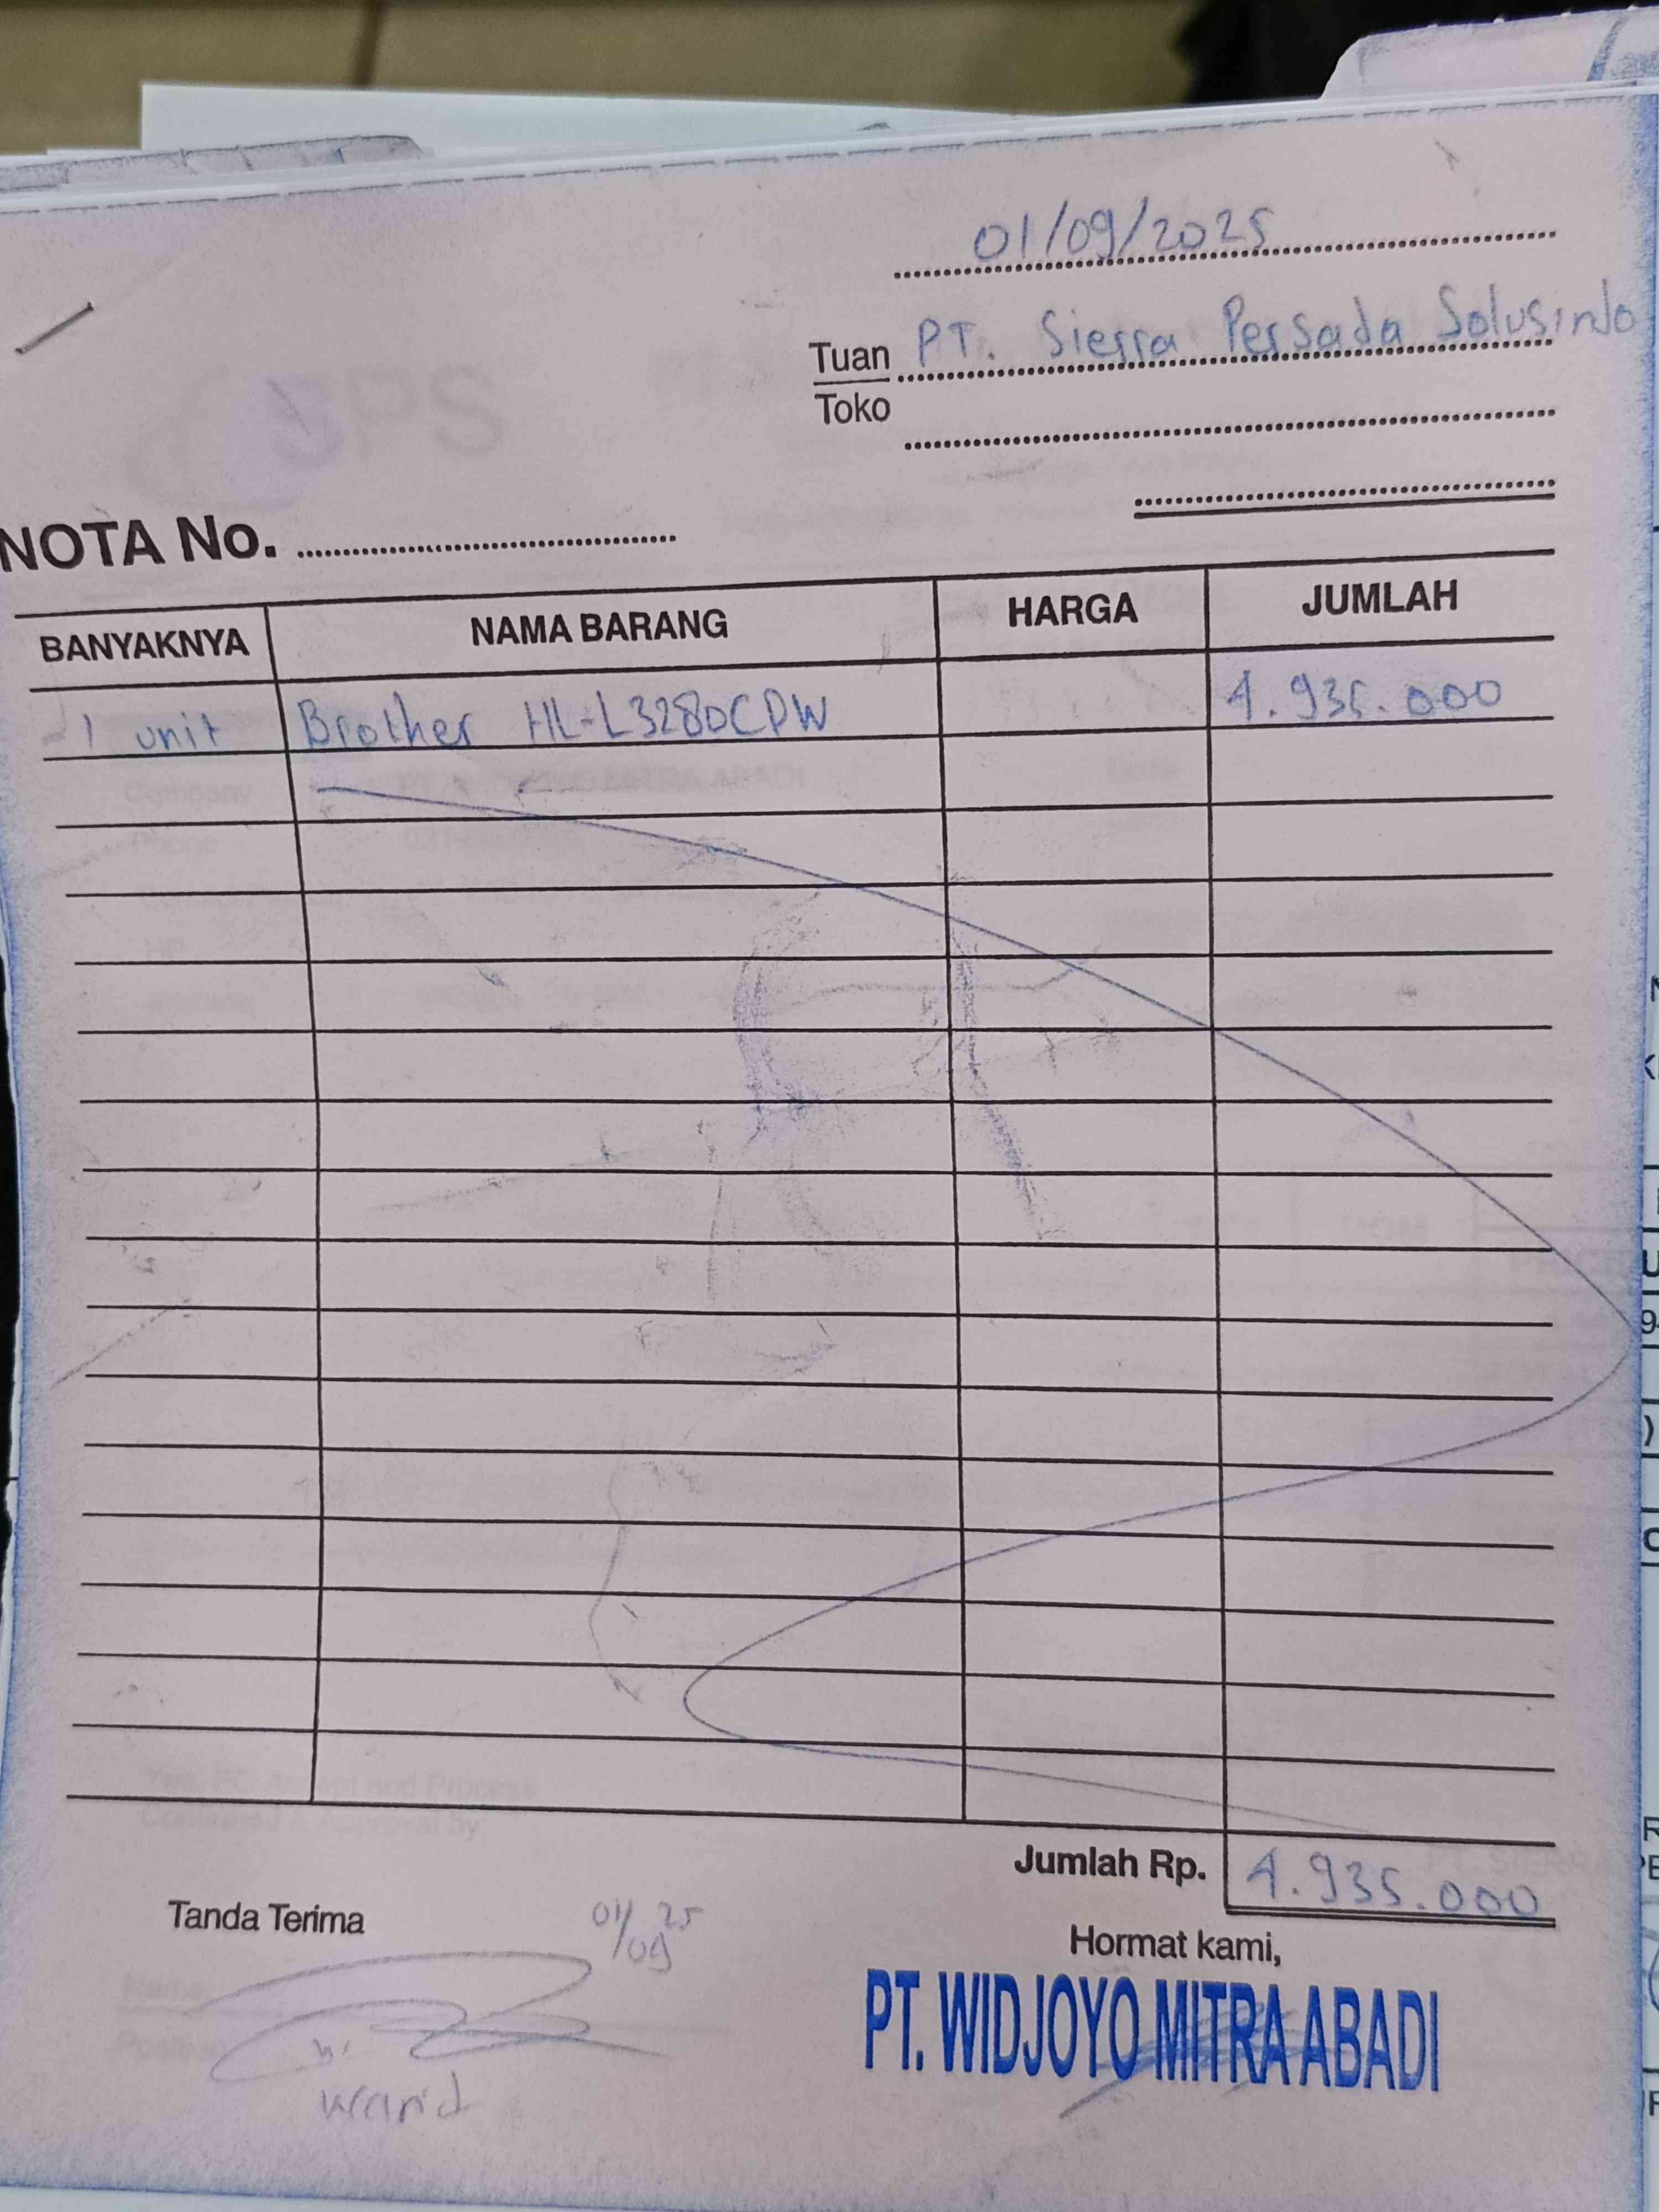 01/09/2025
Tuan PT. Sierra Persada Solusindo
Toko
NOTA No.
BANYAKNYA NAMA BARANG HARGA JUMLAH
1 unit Brother HL-L3280CDW 4.935.000
Jumlah Rp. 4.935.000
Tanda Terima 01/09 25
Hormat kami,
PT. WIDJOYO MITRA ABADI